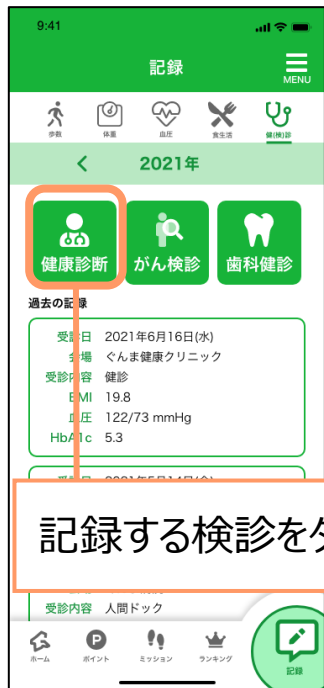 9:41
記録
MENU
歩数 体重 血圧 食生活 健(検)診
2021年
健康診断 がん検診 歯科健診
過去の記録
受診日 2021年6月16日(水)
会場 ぐんま健康クリニック
受診内容 健診
BMI 19.8
血圧 122/73 mmHg
HbA1c 5.3
記録する検診を
受診内容 人間ドック
ホーム ポイント ミッション ランキング 記録